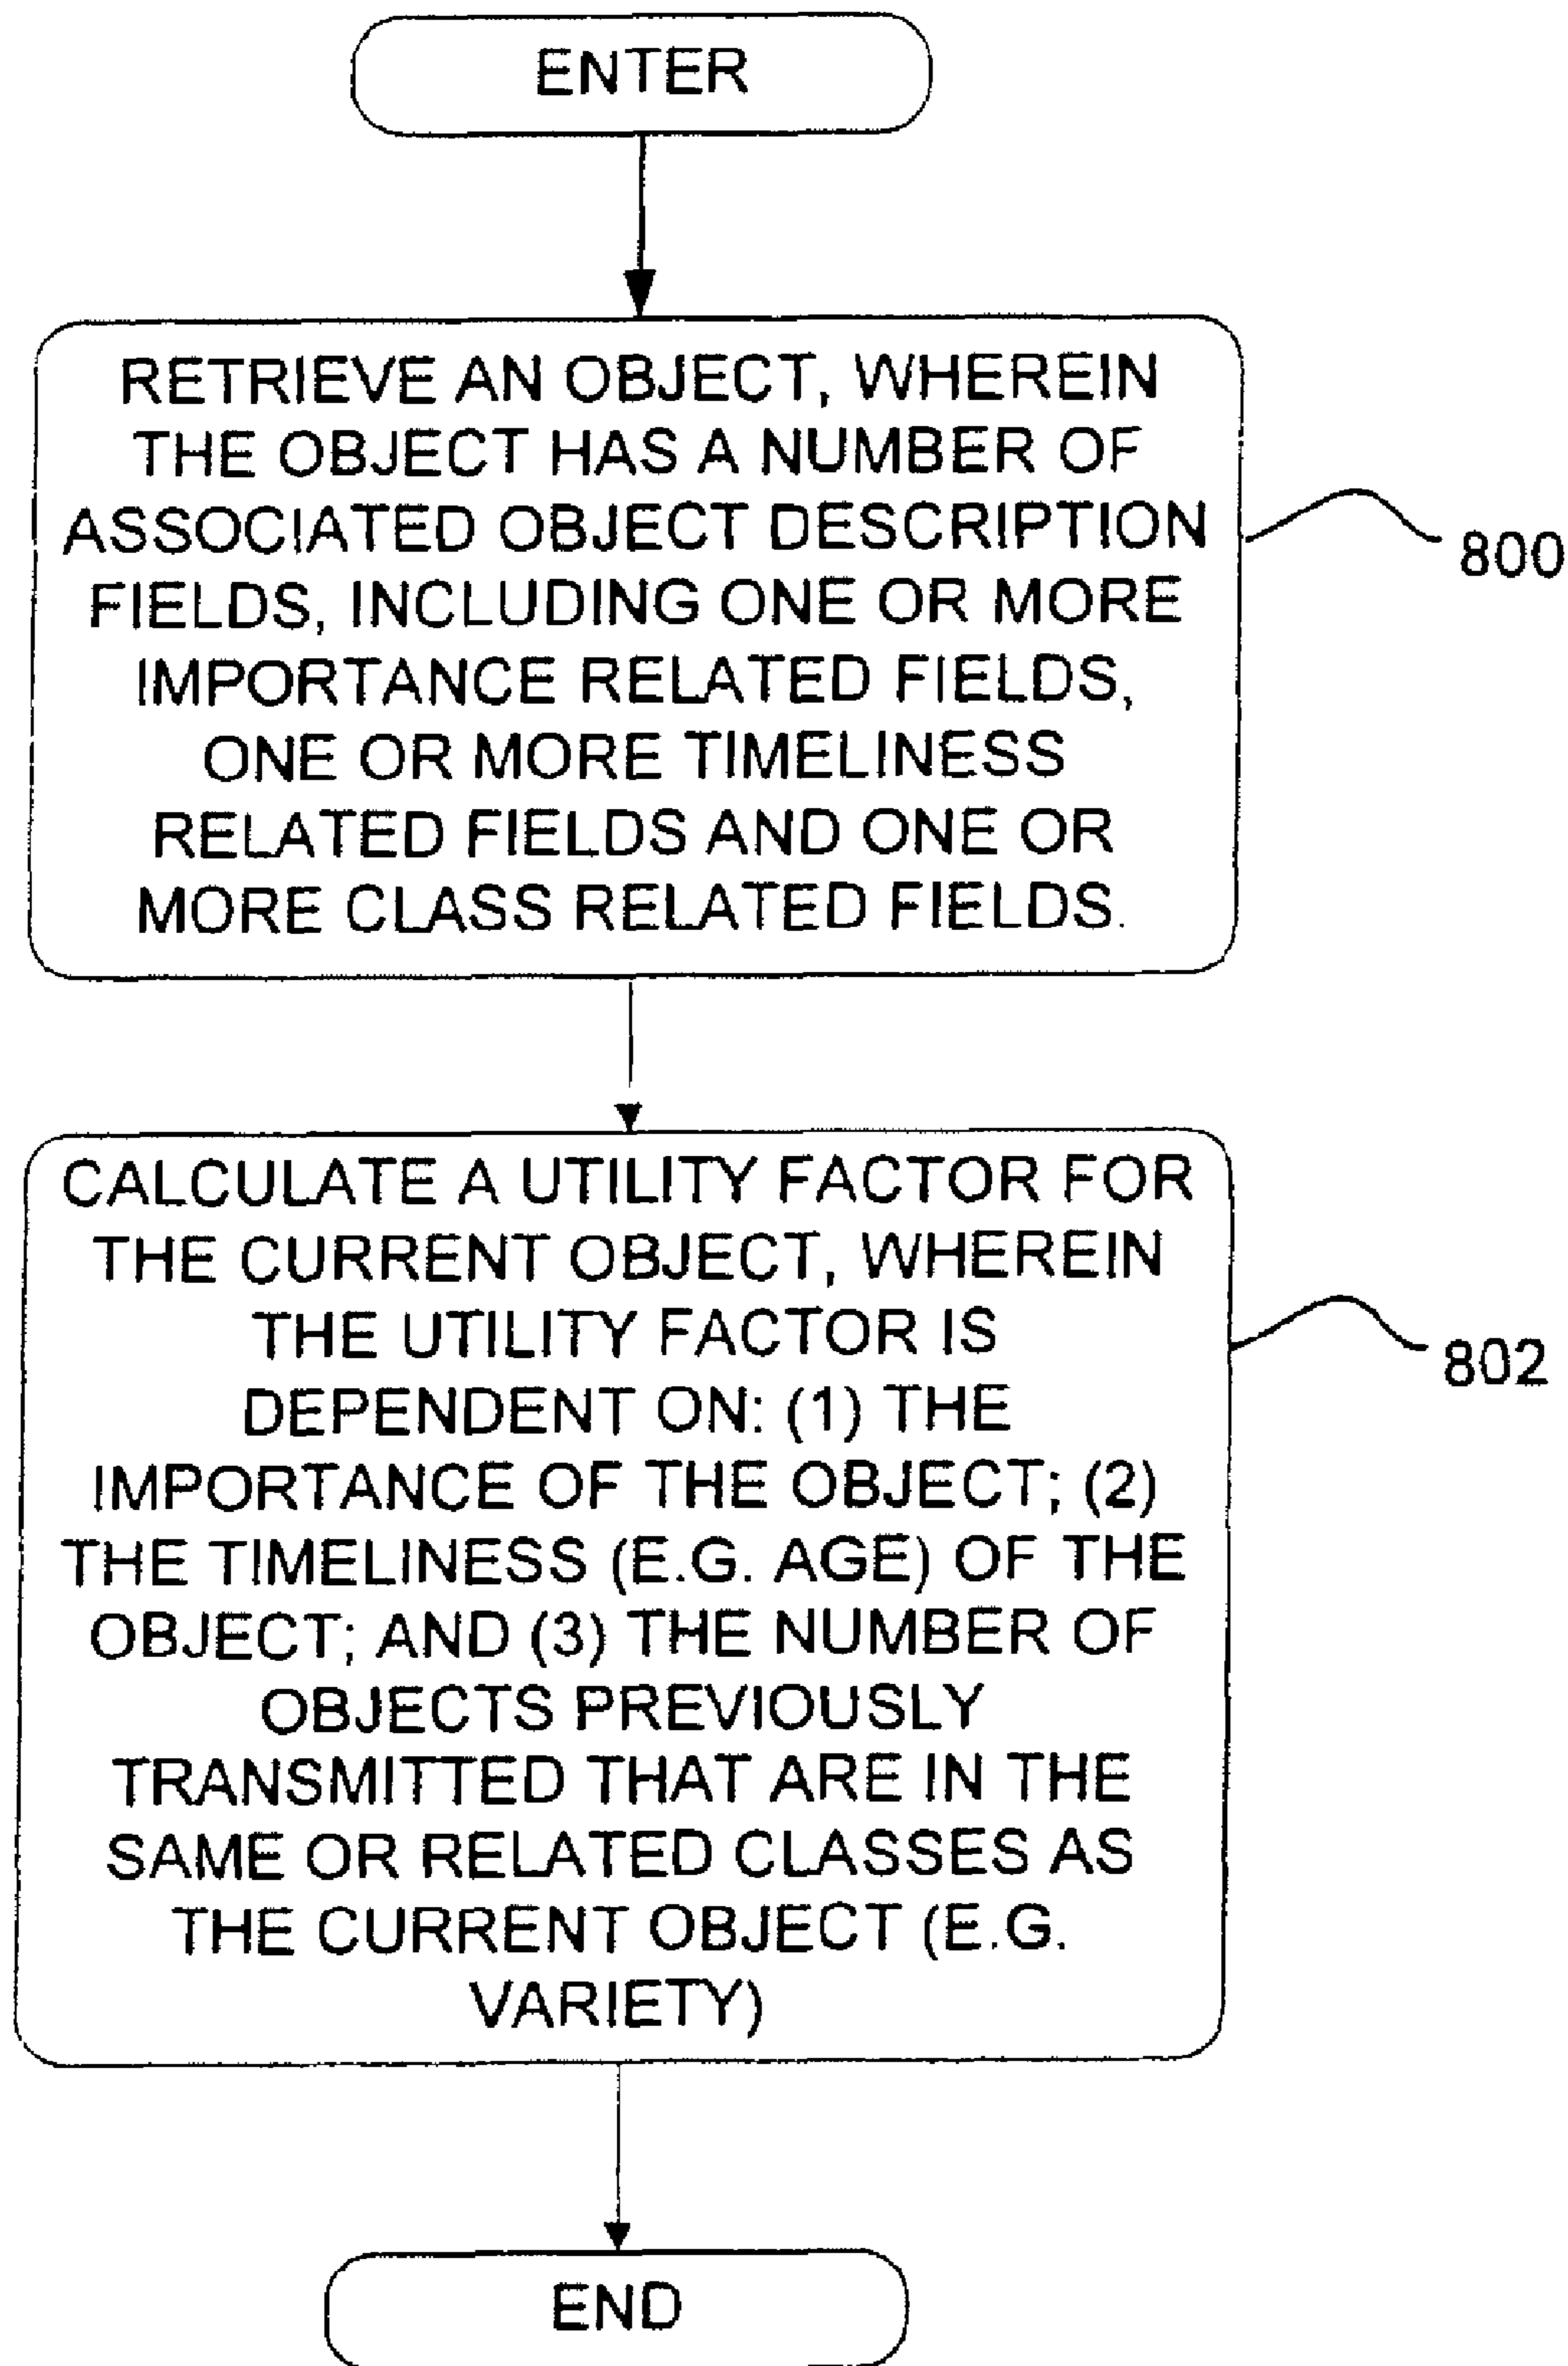 ENTER
RETRIEVE AN OBJECT, WHEREIN
THE OBJECT HAS A NUMBER OF
ASSOCIATED OBJECT DESCRIPTION
FIELDS, INCLUDING ONE OR MORE
IMPORTANCE RELATED FIELDS,
ONE OR MORE TIMELINESS
RELATED FIELDS AND ONE OR
MORE CLASS RELATED FIELDS.
800
CALCULATE A UTILITY FACTOR FOR
THE CURRENT OBJECT, WHEREIN
THE UTILITY FACTOR IS
DEPENDENT ON: (1) THE
IMPORTANCE OF THE OBJECT; (2)
THE TIMELINESS (E.G. AGE) OF THE
OBJECT; AND (3) THE NUMBER OF
OBJECTS PREVIOUSLY
TRANSMITTED THAT ARE IN THE
SAME OR RELATED CLASSES AS
THE CURRENT OBJECT (E.G.
VARIETY)
802
END